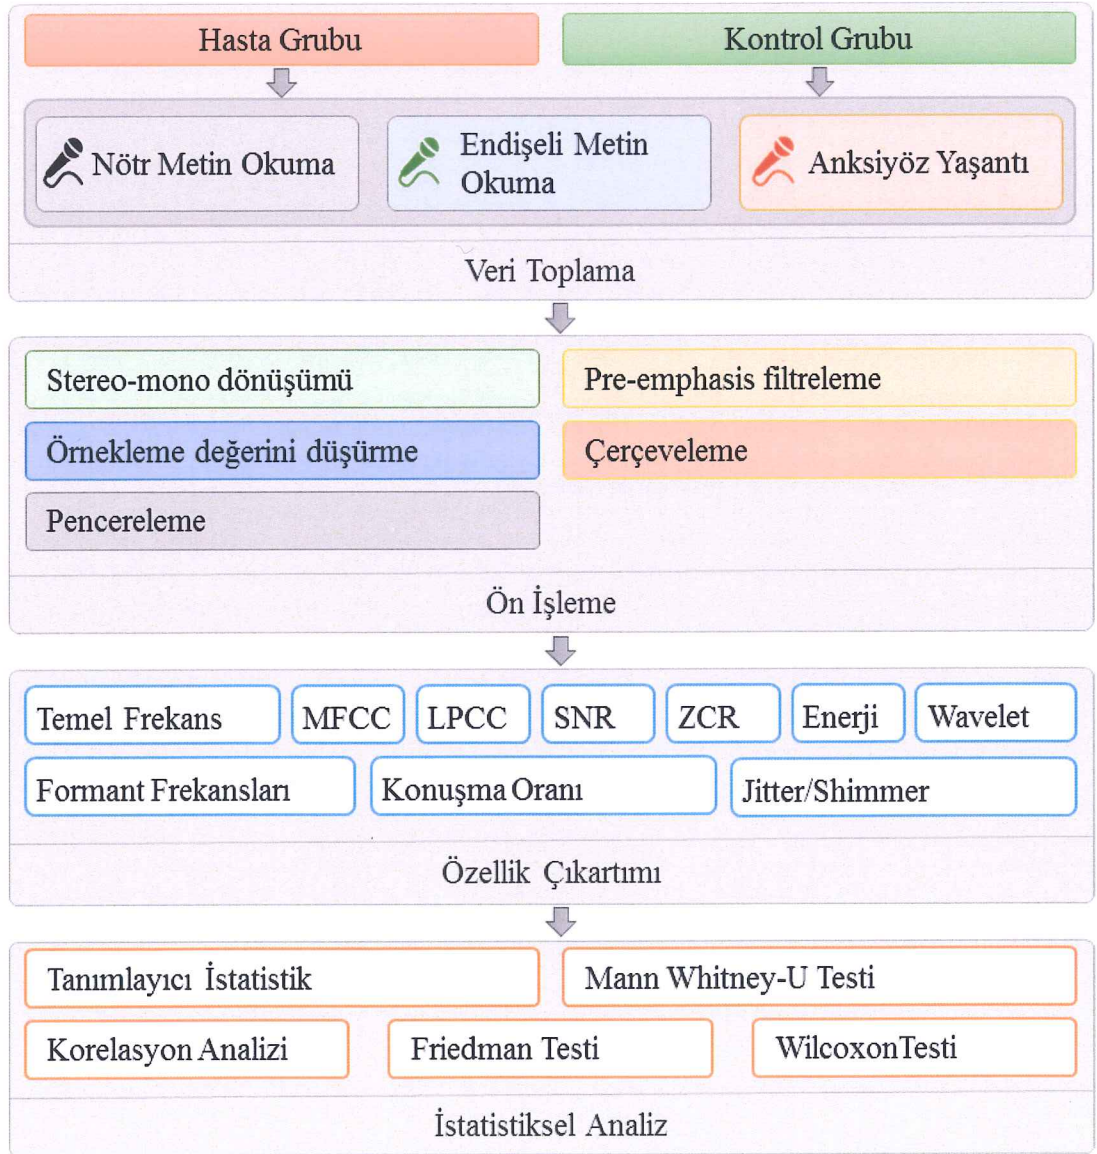 Hasta Grubu
Kontrol Grubu
Nötr Metin Okuma
Endişeli Metin
Okuma
Anksiyöz Yaşantı
Veri Toplama
Stereo-mono dönüşümü
Pre-emphasis filtreleme
Örnekleme değerini düşürme
Çerçeveleme
Pencereleme
Ön İşleme
Temel Frekans
MFCC
LPCC
SNR
ZCR
Enerji
Wavelet
Formant Frekansları
Konuşma Oranı
Jitter/Shimmer
Özellik Çıkartımı
Tanımlayıcı İstatistik
Mann Whitney-U Testi
Korelasyon Analizi
Friedman Testi
WilcoxonTesti
İstatistiksel Analiz